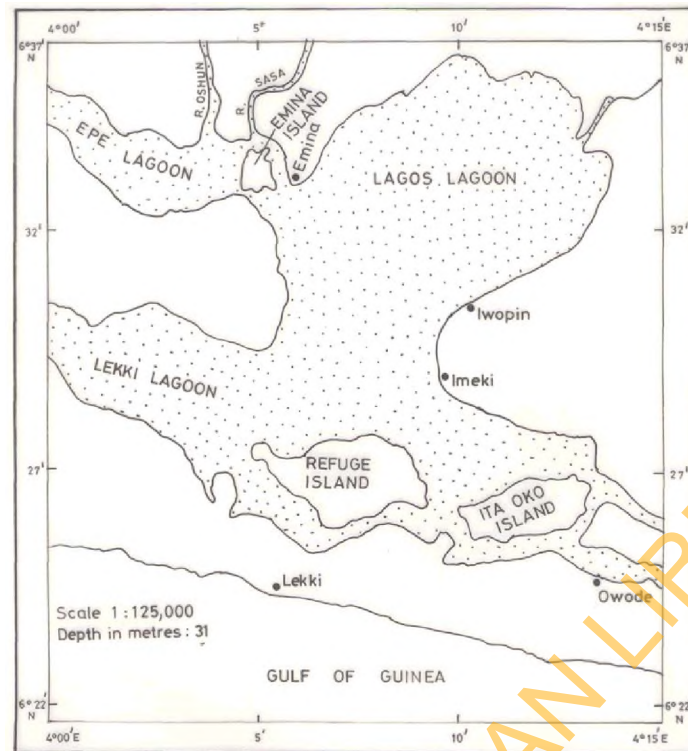 4°00′ 5′ 10′ 4°15′
6°37′ N
6°37′ N
R. OSHUN
R. SASA
EMINA ISLAND
Emina
EPE LAGOON
LAGOS LAGOON
32′
32′
Iwopin
LEKKI LAGOON
Imeki
27′
27′
REFUGE ISLAND
ITA OKO ISLAND
Lekki
Owode
Scale 1:125,000
Depth in metres : 31
GULF OF GUINEA
6°22′ N
6°22′ N
4°00′E 5′ 10′ 4°15′ E